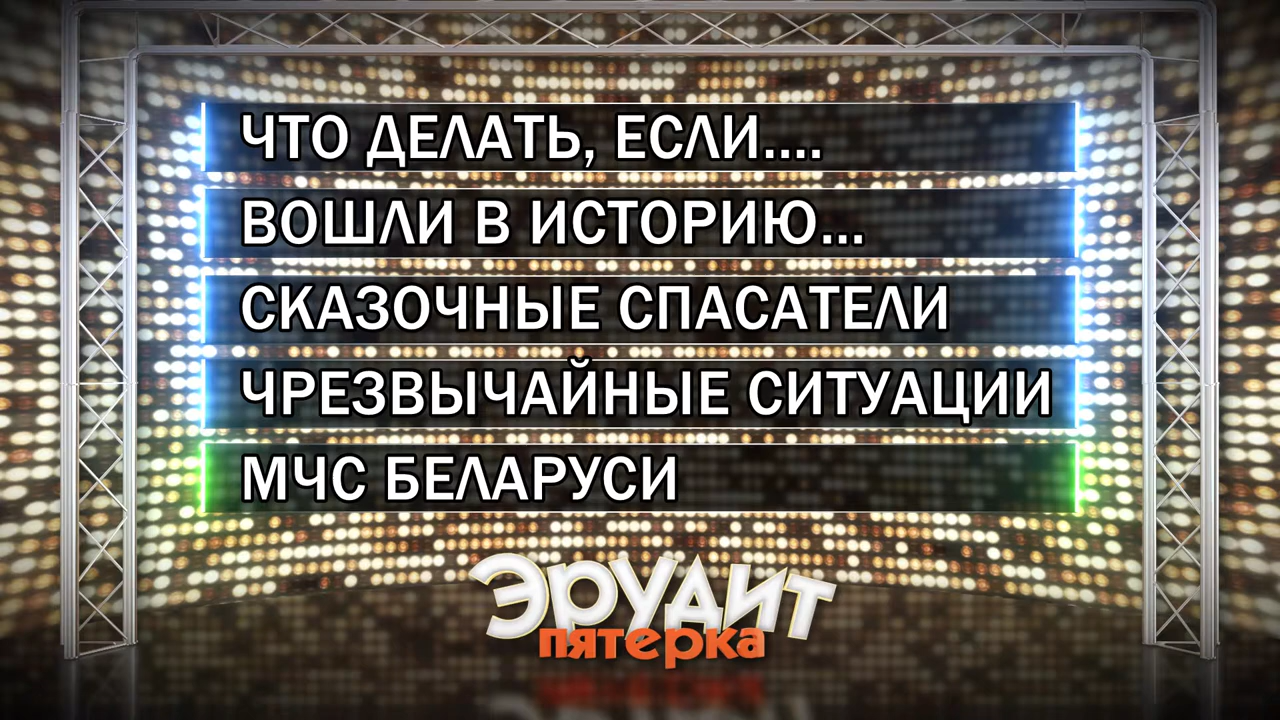 ЧТО ДЕЛАТЬ, ЕСЛИ....
ВОШЛИ В ИСТОРИЮ...
СКАЗОЧНЫЕ СПАСАТЕЛИ
ЧРЕЗВЫЧАЙНЫЕ СИТУАЦИИ
МЧС БЕЛАРУСИ
ЭРУДИТ
пятерка